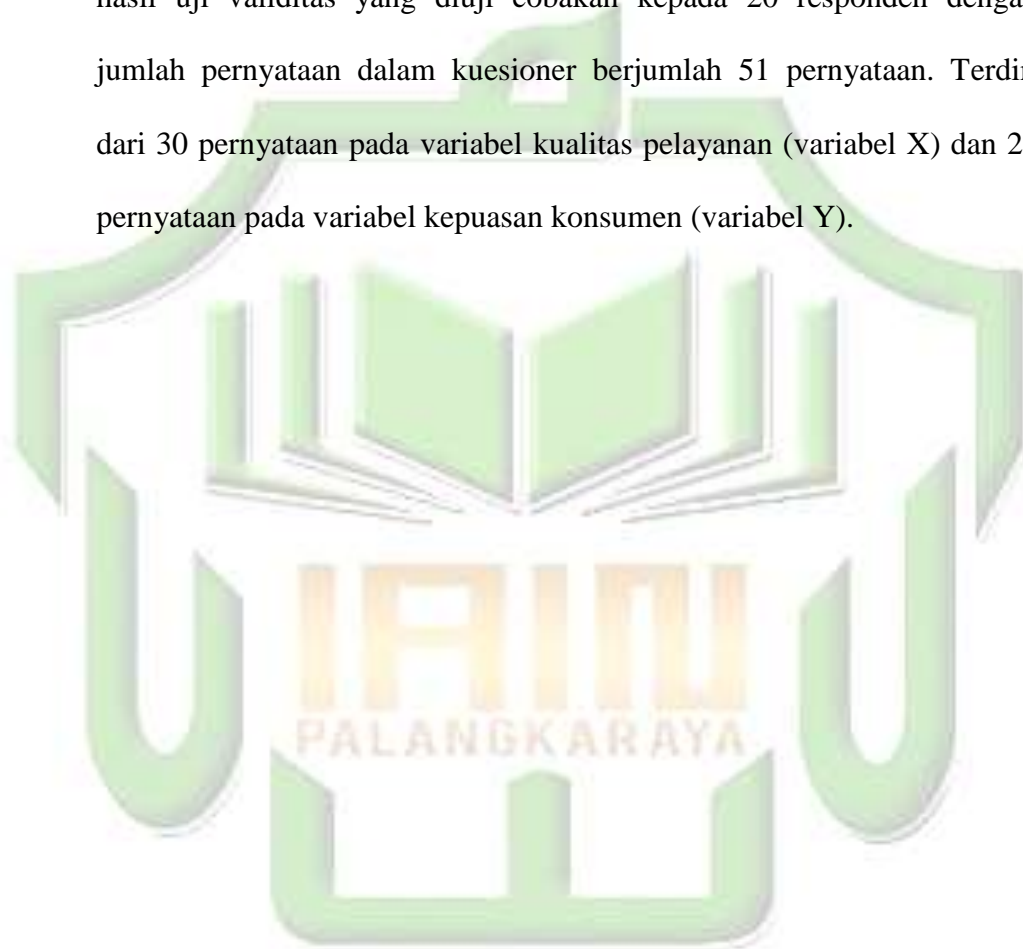 hasil uji validitas yang diuji cobakan kepada 20 responden denga
jumlah pernyataan dalam kuesioner berjumlah 51 pernyataan. Terdir
dari 30 pernyataan pada variabel kualitas pelayanan (variabel X) dan 2
pernyataan pada variabel kepuasan konsumen (variabel Y).
IAIN
PALANGKARAYA